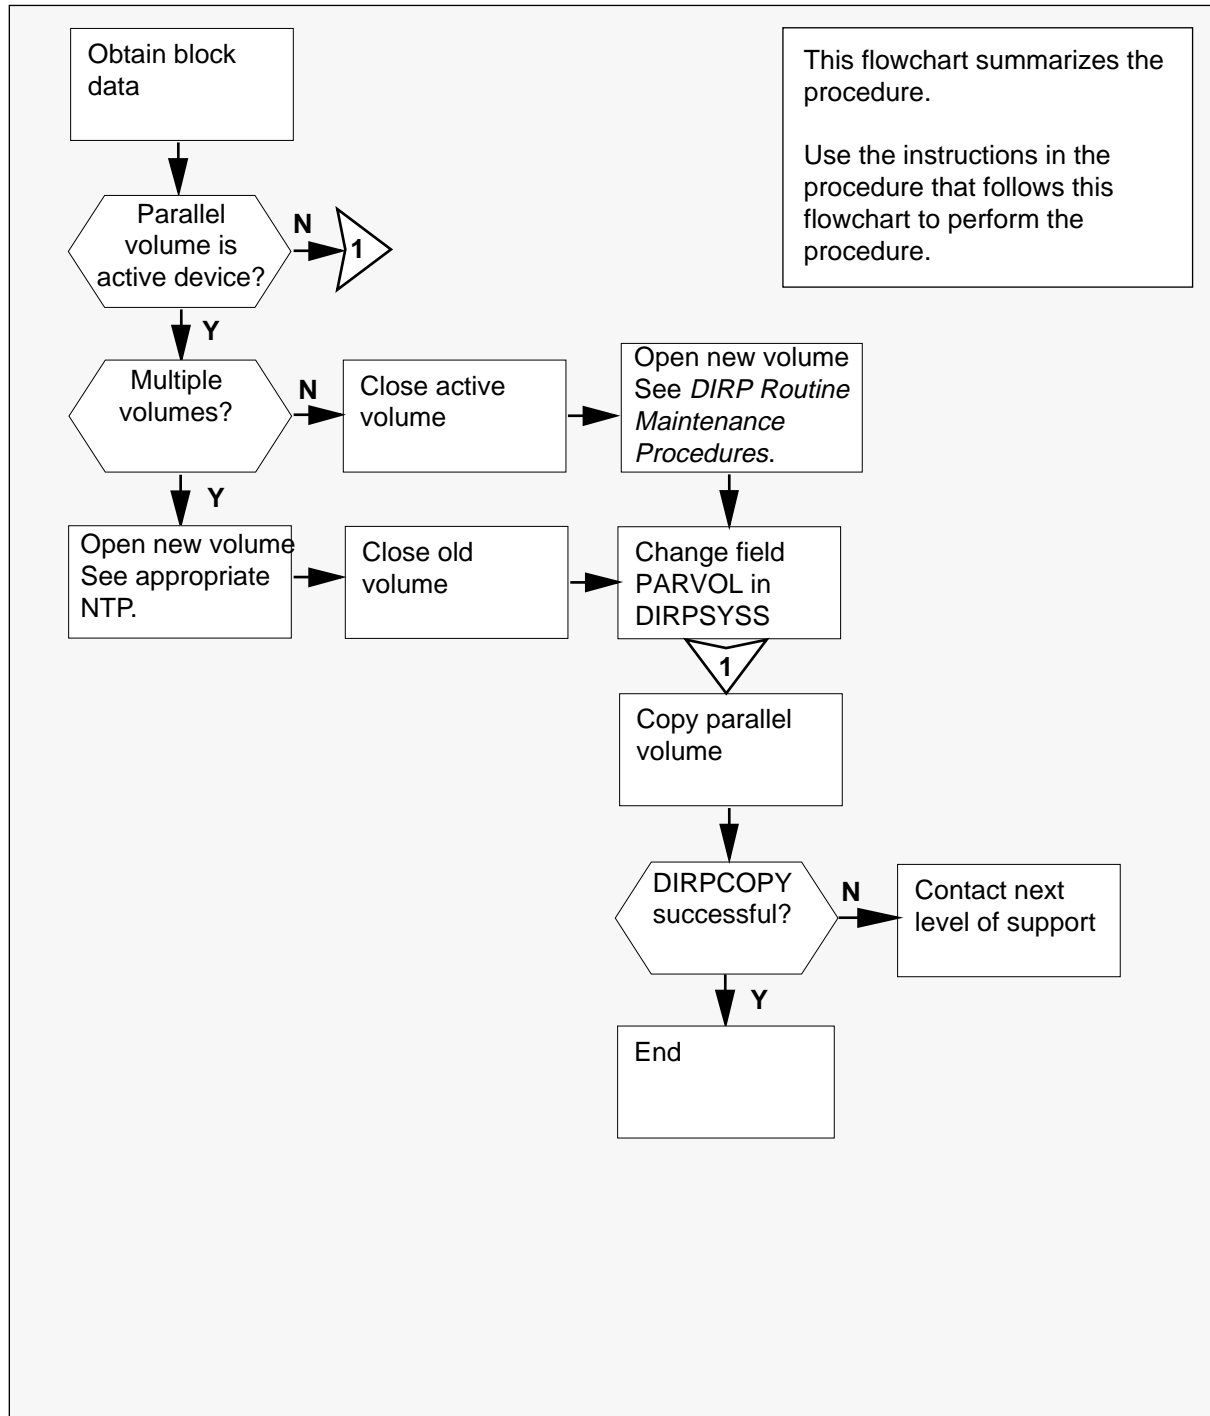 Obtain block
data
This flowchart summarizes the
procedure.
Use the instructions in the
procedure that follows this
flowchart to perform the
procedure.
Parallel
volume is
active device?
N
1
Y
Multiple
volumes?
N
Close active
volume
Open new volume
See DIRP Routine
Maintenance
Procedures.
Y
Open new volume
See appropriate
NTP.
Close old
volume
Change field
PARVOL in
DIRPSYSS
1
Copy parallel
volume
DIRPCOPY
successful?
N
Contact next
level of support
Y
End